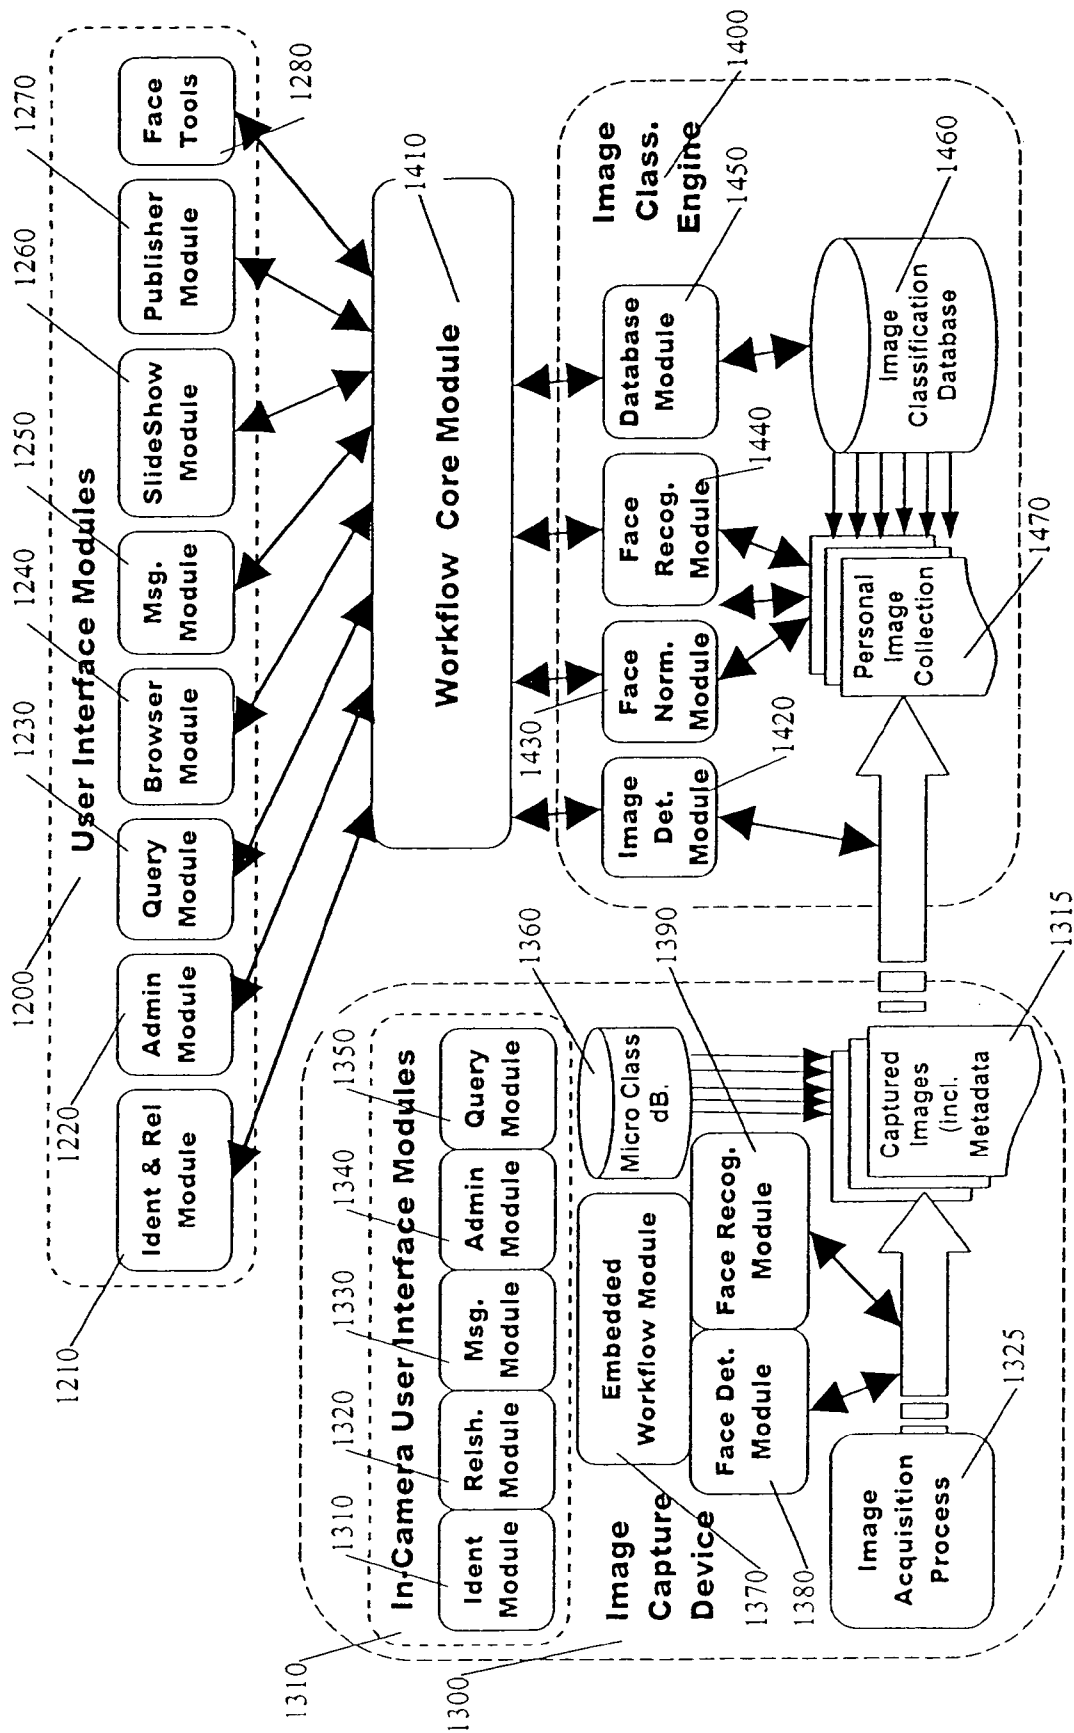 1200
User Interface Modules
1210
Ident & Rel
Module
1220
Admin
Module
1230
Query
Module
1240
Browser
Module
1250
Msg.
Module
1260
SlideShow
Module
1270
Publisher
Module
Face
Tools
1280
1410
Workflow Core Module
1310
In-Camera User Interface Modules
1310
Ident
Module
1320
Relsh.
Module
1330
Msg.
Module
1340
Admin
Module
1350
Query
Module
1300
Image
Capture
Device
1370
Embedded
Workflow Module
1360
Micro Class
dB.
1380
Face Det.
Module
1390
Face Recog.
Module
Image
Acquisition
Process
1325
Captured
Images
(incl.
Metadata
1315
Image
Class.
Engine
1400
Image
Det.
Module
1420
1430
Face
Norm.
Module
Face
Recog.
Module
1440
Database
Module
1450
Personal
Image
Collection
1470
Image
Classification
Database
1460